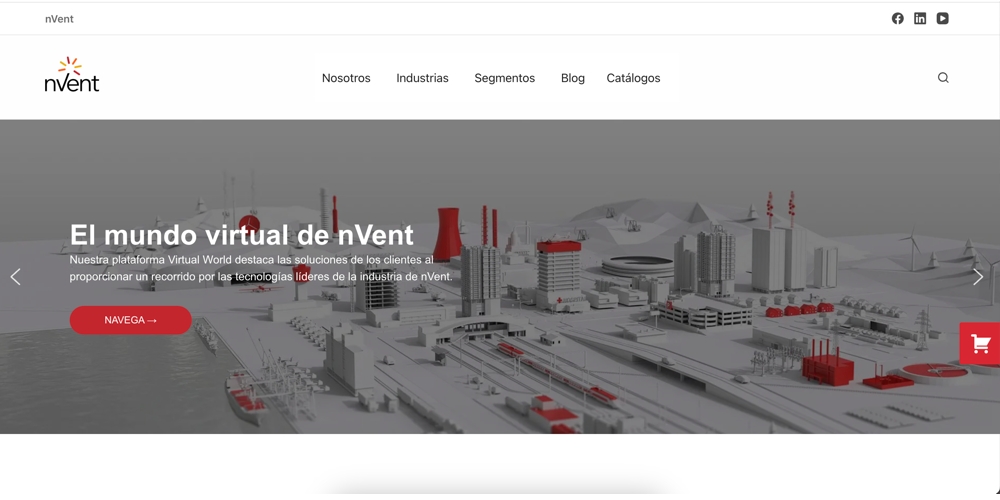 nVent
nVent
Nosotros Industrias Segmentos Blog Catálogos
El mundo virtual de nVent
Nuestra plataforma Virtual World destaca las soluciones de los clientes al
proporcionar un recorrido por las tecnologías líderes de la industria de nVent.
NAVEGA →